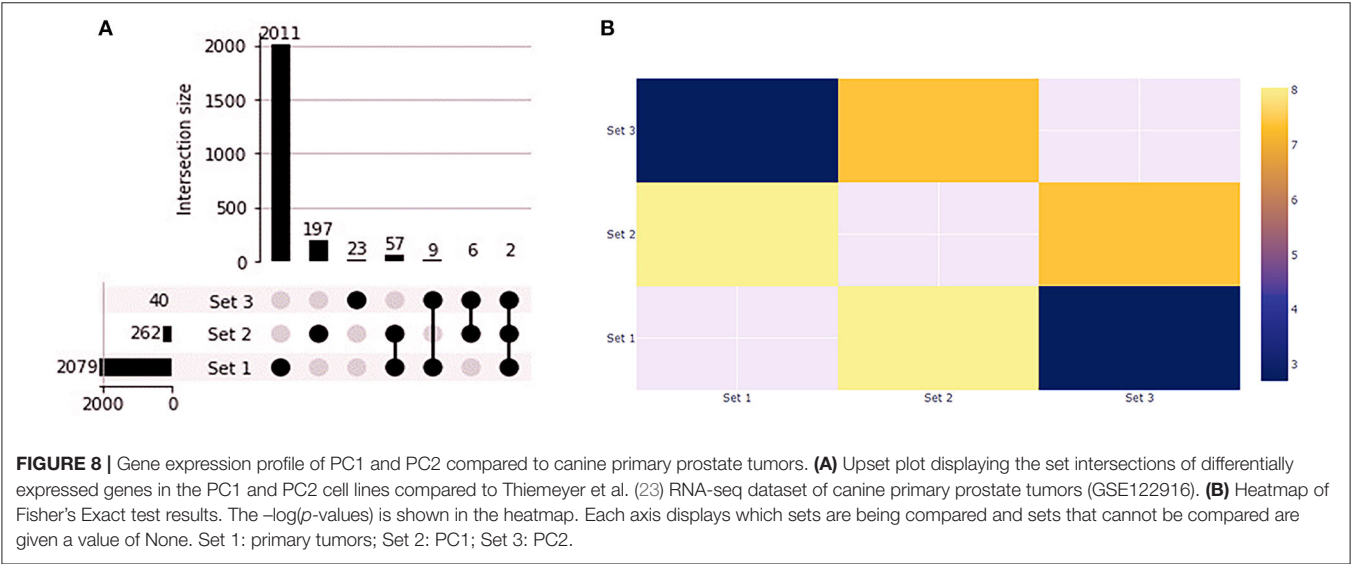 A
B
2011
2000
1500
1000
500
0
Intersection size
197
23
57
9
6
2
40
Set 3
262
Set 2
2079
Set 1
2000
0
Set 3
Set 2
Set 1
Set 1
Set 2
Set 3
8
7
6
5
4
3
FIGURE 8 | Gene expression profile of PC1 and PC2 compared to canine primary prostate tumors. (A) Upset plot displaying the set intersections of differentially
expressed genes in the PC1 and PC2 cell lines compared to Thiemeyer et al. (23) RNA-seq dataset of canine primary prostate tumors (GSE122916). (B) Heatmap of
Fisher's Exact test results. The –log(p-values) is shown in the heatmap. Each axis displays which sets are being compared and sets that cannot be compared are
given a value of None. Set 1: primary tumors; Set 2: PC1; Set 3: PC2.